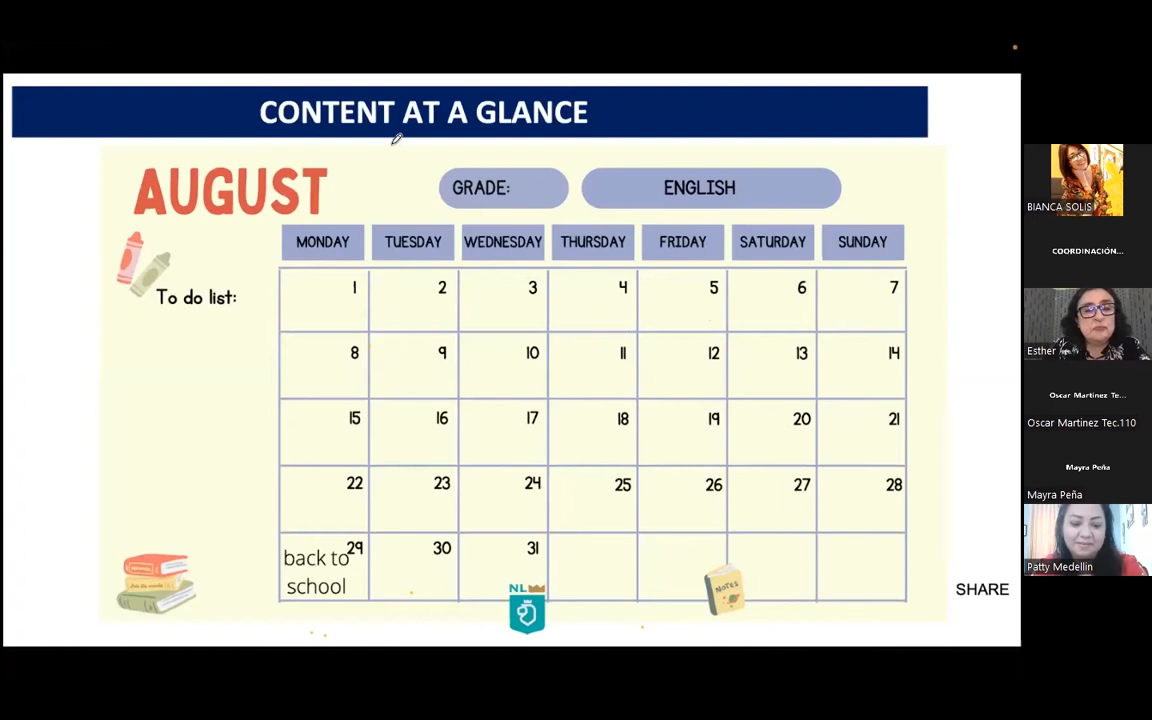 CONTENT AT A GLANCE
AUGUST
GRADE:
ENGLISH
MONDAY TUESDAY WEDNESDAY THURSDAY FRIDAY SATURDAY SUNDAY
To do list:
1 2 3 4 5 6 7
8 9 10 11 12 13 14
15 16 17 18 19 20 21
22 23 24 25 26 27 28
29 30 31
back to
school
NOTES
NL
SHARE
BIANCA SOLIS
COORDINACIÓN...
Esther
Oscar Martinez Te...
Oscar Martinez Tec.110
Mayra Peña
Mayra Peña
Patty Medellin